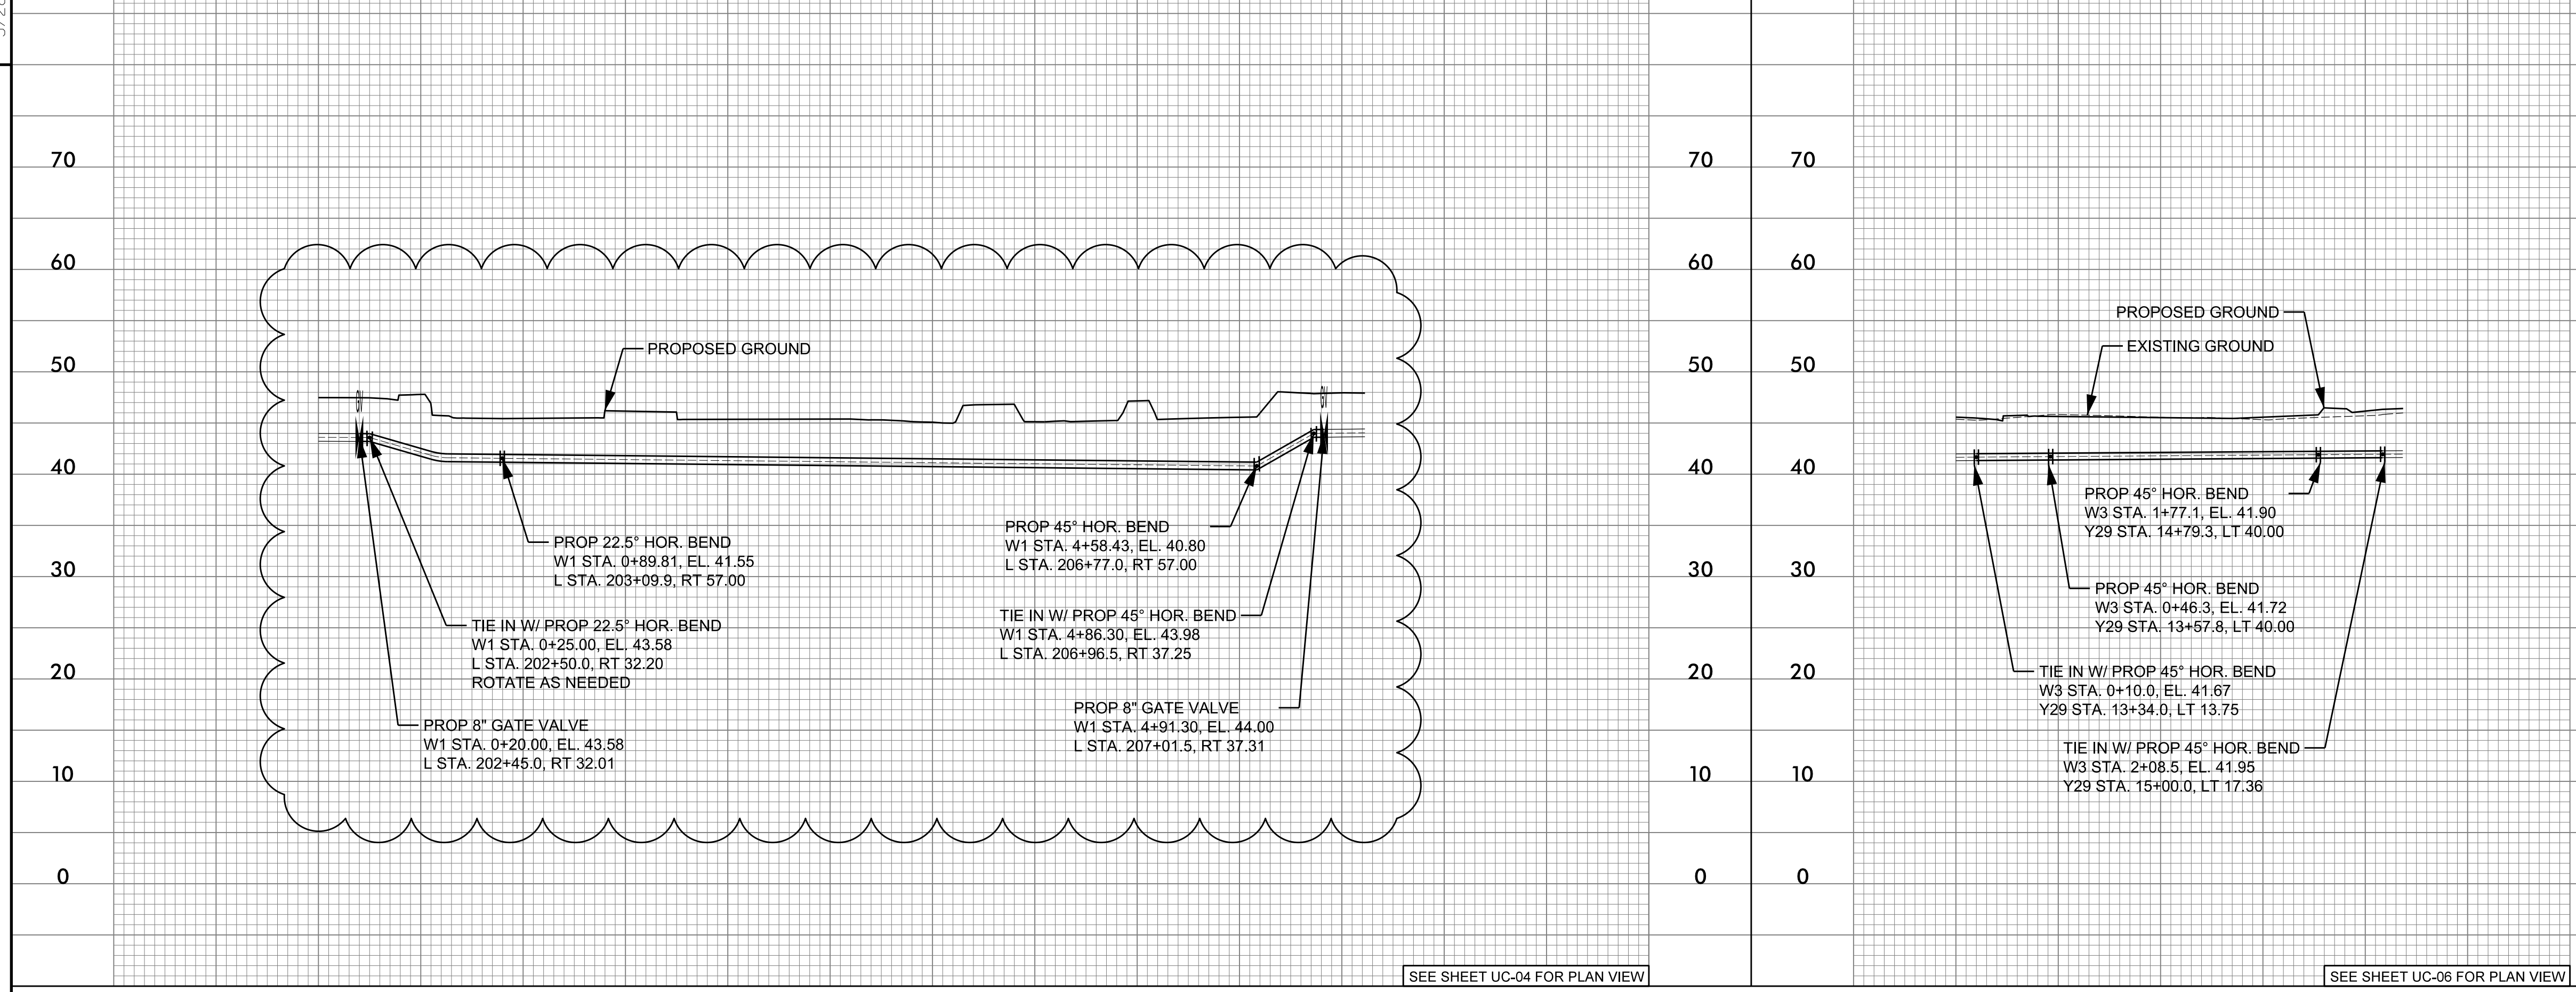 70
60
50
40
30
20
10
0
PROPOSED GROUND
PROP 22.5° HOR. BEND
W1 STA. 0+89.81, EL. 41.55
L STA. 203+09.9, RT 57.00
TIE IN W/ PROP 22.5° HOR. BEND
W1 STA. 0+25.00, EL. 43.58
L STA. 202+50.0, RT 32.20
ROTATE AS NEEDED
PROP 8" GATE VALVE
W1 STA. 0+20.00, EL. 43.58
L STA. 202+45.0, RT 32.01
PROP 45° HOR. BEND
W1 STA. 4+58.43, EL. 40.80
L STA. 206+77.0, RT 57.00
TIE IN W/ PROP 45° HOR. BEND
W1 STA. 4+86.30, EL. 43.98
L STA. 206+96.5, RT 37.25
PROP 8" GATE VALVE
W1 STA. 4+91.30, EL. 44.00
L STA. 207+01.5, RT 37.31
SEE SHEET UC-04 FOR PLAN VIEW
70
60
50
40
30
20
10
0
70
60
50
40
30
20
10
0
PROPOSED GROUND
EXISTING GROUND
PROP 45° HOR. BEND
W3 STA. 1+77.1, EL. 41.90
Y29 STA. 14+79.3, LT 40.00
PROP 45° HOR. BEND
W3 STA. 0+46.3, EL. 41.72
Y29 STA. 13+57.8, LT 40.00
TIE IN W/ PROP 45° HOR. BEND
W3 STA. 0+10.0, EL. 41.67
Y29 STA. 13+34.0, LT 13.75
TIE IN W/ PROP 45° HOR. BEND
W3 STA. 2+08.5, EL. 41.95
Y29 STA. 15+00.0, LT 17.36
SEE SHEET UC-06 FOR PLAN VIEW